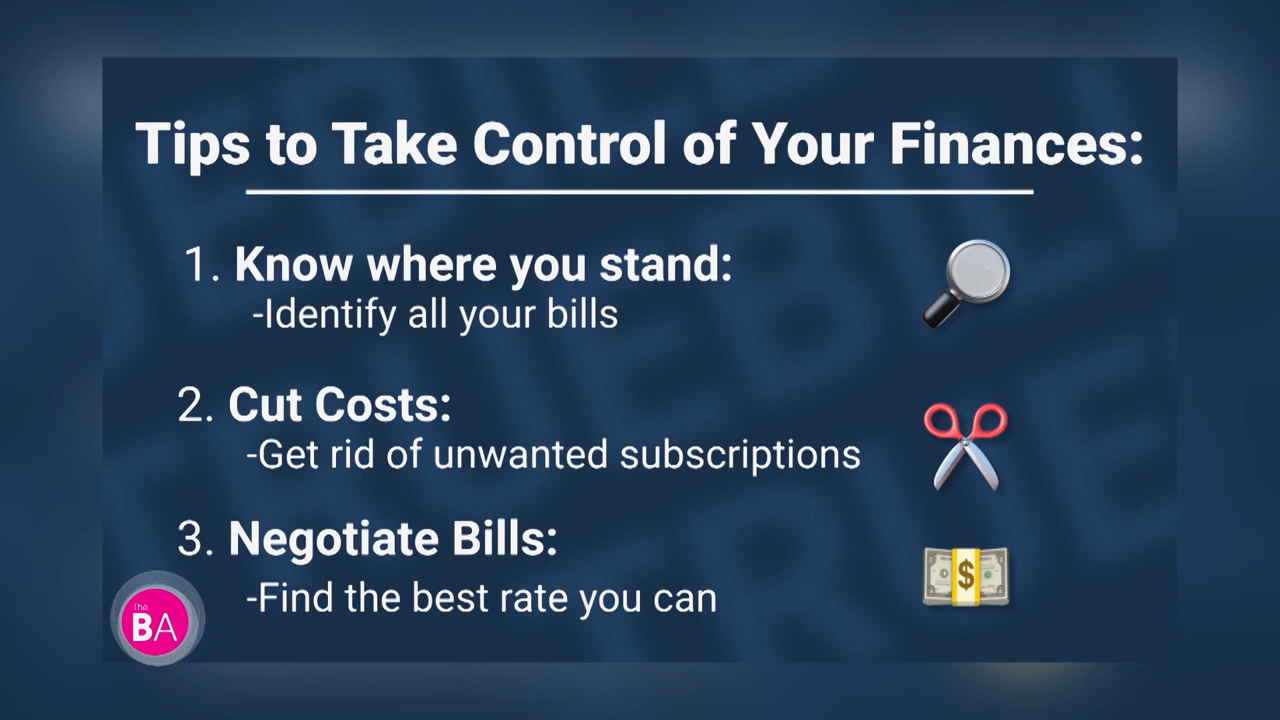 Tips to Take Control of Your Finances:
1. Know where you stand:
-Identify all your bills
2. Cut Costs:
-Get rid of unwanted subscriptions
3. Negotiate Bills:
-Find the best rate you can
The
BA
$